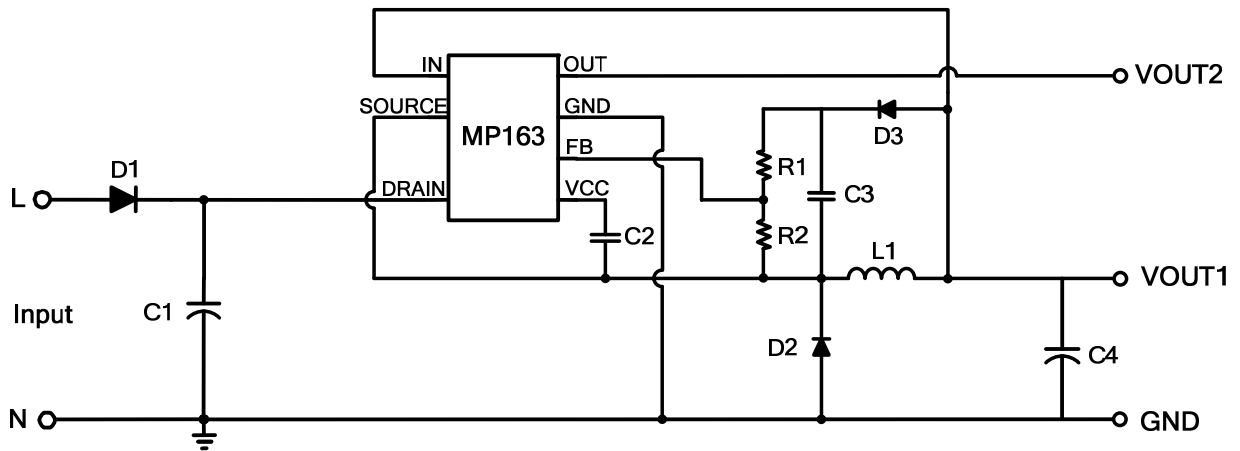 IN
OUT
VOUT2
SOURCE
GND
MP163
D3
FB
D1
R1
L
DRAIN
VCC
C3
C2
R2
L1
VOUT1
Input
C1
D2
C4
N
GND